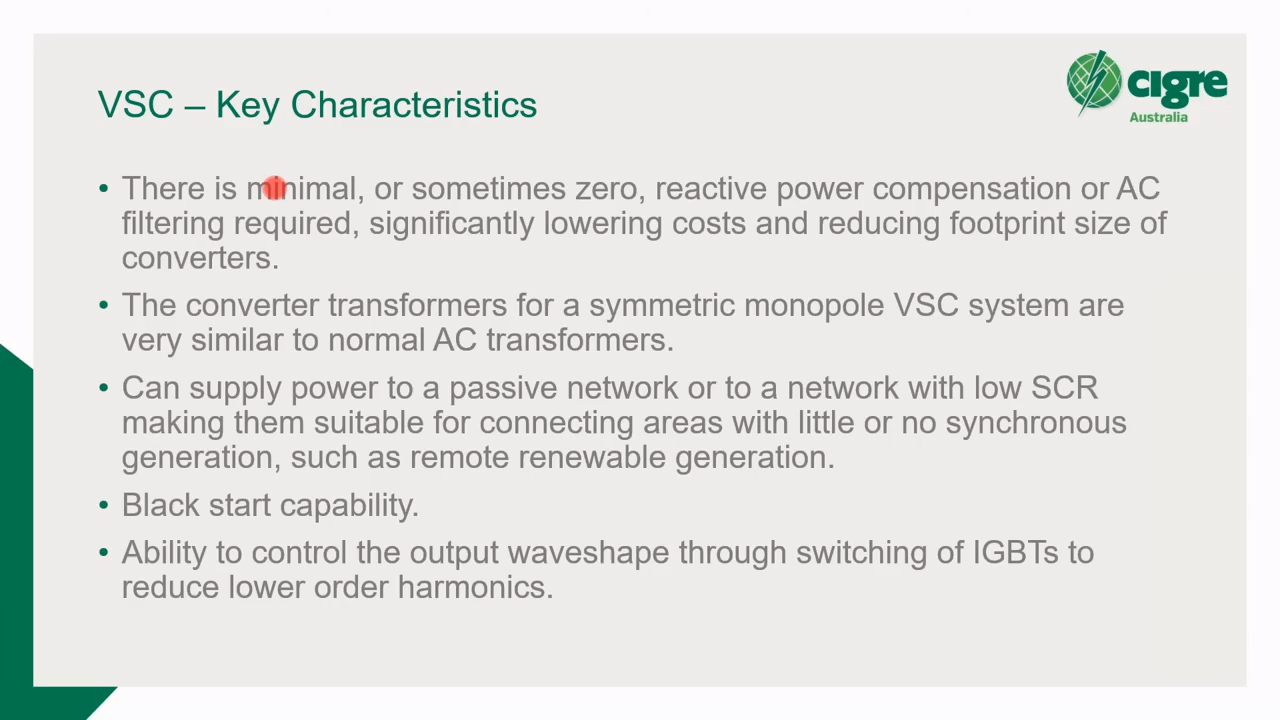 cigre
Australia
VSC – Key Characteristics
• There is minimal, or sometimes zero, reactive power compensation or AC
filtering required, significantly lowering costs and reducing footprint size of
converters.
• The converter transformers for a symmetric monopole VSC system are
very similar to normal AC transformers.
• Can supply power to a passive network or to a network with low SCR
making them suitable for connecting areas with little or no synchronous
generation, such as remote renewable generation.
• Black start capability.
• Ability to control the output waveshape through switching of IGBTs to
reduce lower order harmonics.